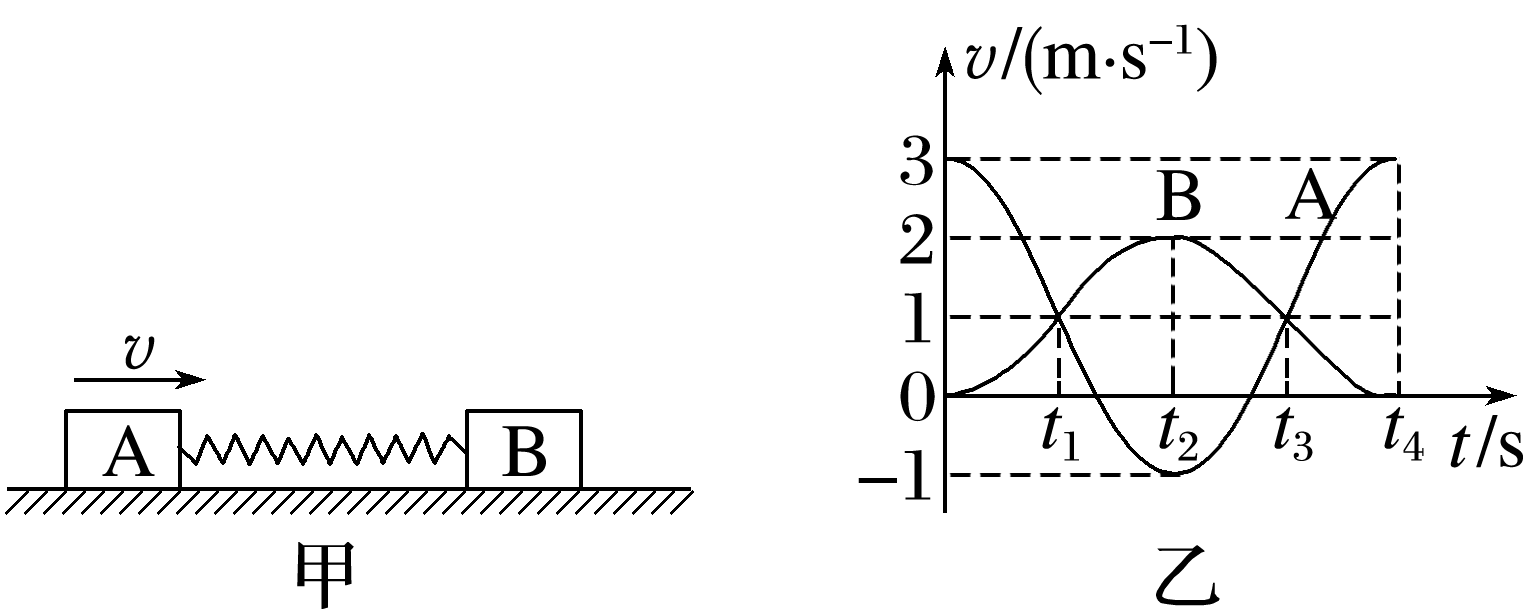 v
A
B
甲
v/(m·s⁻¹)
3
B
A
2
1
0
t₁
t₂
t₃
t₄
t/s
−1
乙